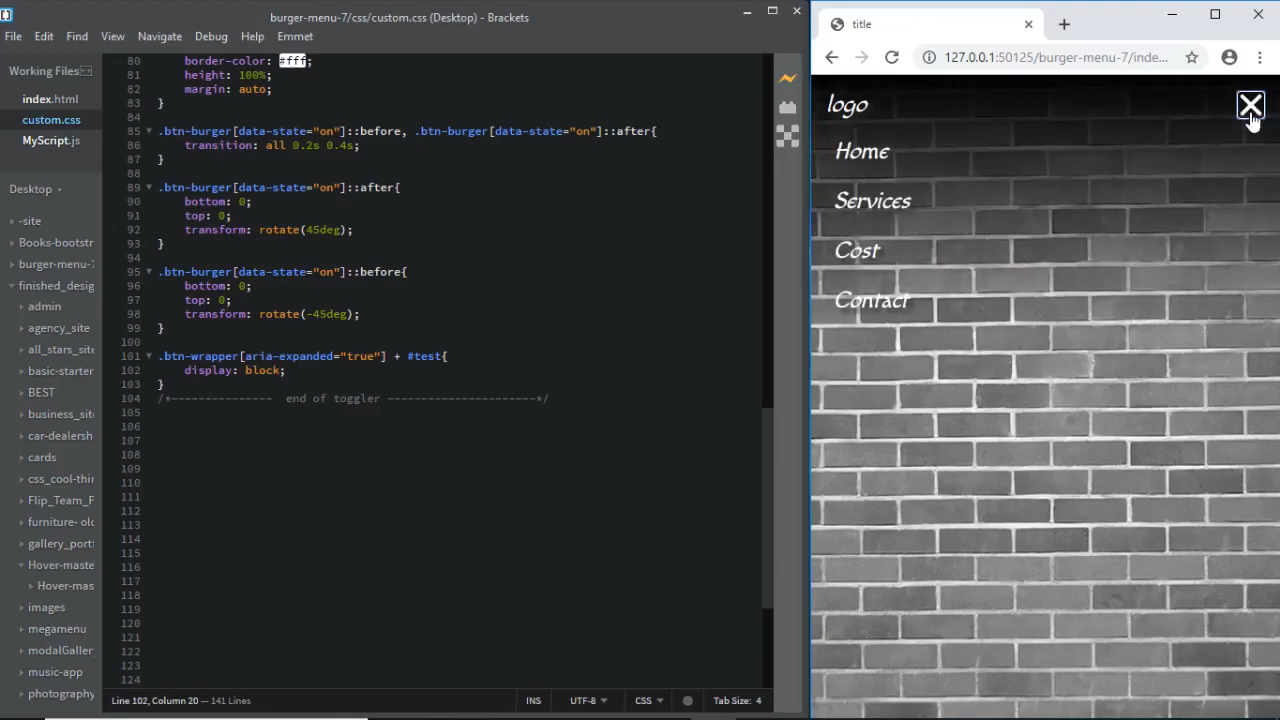 burger-menu-7/css/custom.css (Desktop) - Brackets
File Edit Find View Navigate Debug Help Emmet
Working Files
index.html
custom.css
MyScript.js
Desktop
-site
Books-bootstr
burger-menu-7
finished_desig
admin
agency_site
all_stars_site
basic-starter
BEST
business_site
car-dealersh
cards
css_cool-thin
Flip_Team_P
furniture- old
gallery_portf
Hover-maste
Hover-mas
images
megamenu
modalGaller
music-app
photography
80 border-color: #fff;
81 height: 100%;
82 margin: auto;
83 }
84
85 .btn-burger[data-state="on"]::before, .btn-burger[data-state="on"]::after{
86 transition: all 0.2s 0.4s;
87 }
88
89 .btn-burger[data-state="on"]::after{
90 bottom: 0;
91 top: 0;
92 transform: rotate(45deg);
93 }
94
95 .btn-burger[data-state="on"]::before{
96 bottom: 0;
97 top: 0;
98 transform: rotate(-45deg);
99 }
100
101 .btn-wrapper[aria-expanded="true"] + #test{
102 display: block;
103 }
104 /*--------------- end of toggler ----------------------*/
105
106
107
108
109
110
111
112
113
114
115
116
117
118
119
120
121
122
123
124
Line 102, Column 20 — 141 Lines
INS UTF-8 CSS Tab Size: 4
title
127.0.0.1:50125/burger-menu-7/inde...
logo
Home
Services
Cost
Contact